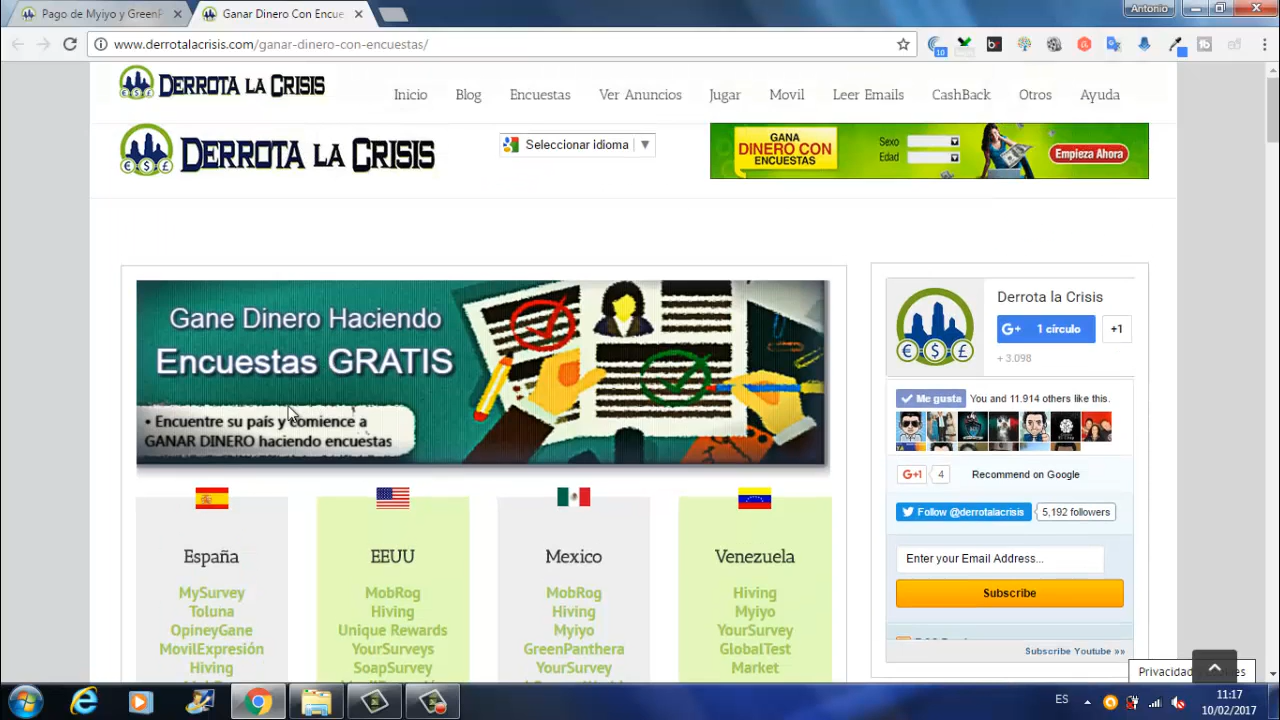 Pago de Myiyo y GreenP
Ganar Dinero Con Encue
Antonio
www.derrotalacrisis.com/ganar-dinero-con-encuestas/
10
DERROTA LA CRISIS
Inicio
Blog
Encuestas
Ver Anuncios
Jugar
Movil
Leer Emails
CashBack
Otros
Ayuda
DERROTA LA CRISIS
Seleccionar idioma
GANA
DINERO CON
ENCUESTAS
Sexo
Edad
Empieza Ahora
Gane Dinero Haciendo
Encuestas GRATIS
• Encuentre su país y comience a
GANAR DINERO haciendo encuestas
Derrota la Crisis
G+ 1 círculo
+1
+ 3.098
Me gusta
You and 11.914 others like this.
G+1
4
Recommend on Google
Follow @derrotalacrisis
5,192 followers
Enter your Email Address...
Subscribe
Subscribe Youtube »»
España
MySurvey
Toluna
OpineyGane
MovilExpresión
Hiving
EEUU
MobRog
Hiving
Unique Rewards
YourSurveys
SoapSurvey
Mexico
MobRog
Hiving
Myiyo
GreenPanthera
YourSurvey
Venezuela
Hiving
Myiyo
YourSurvey
GlobalTest
Market
ES
11:17
10/02/2017